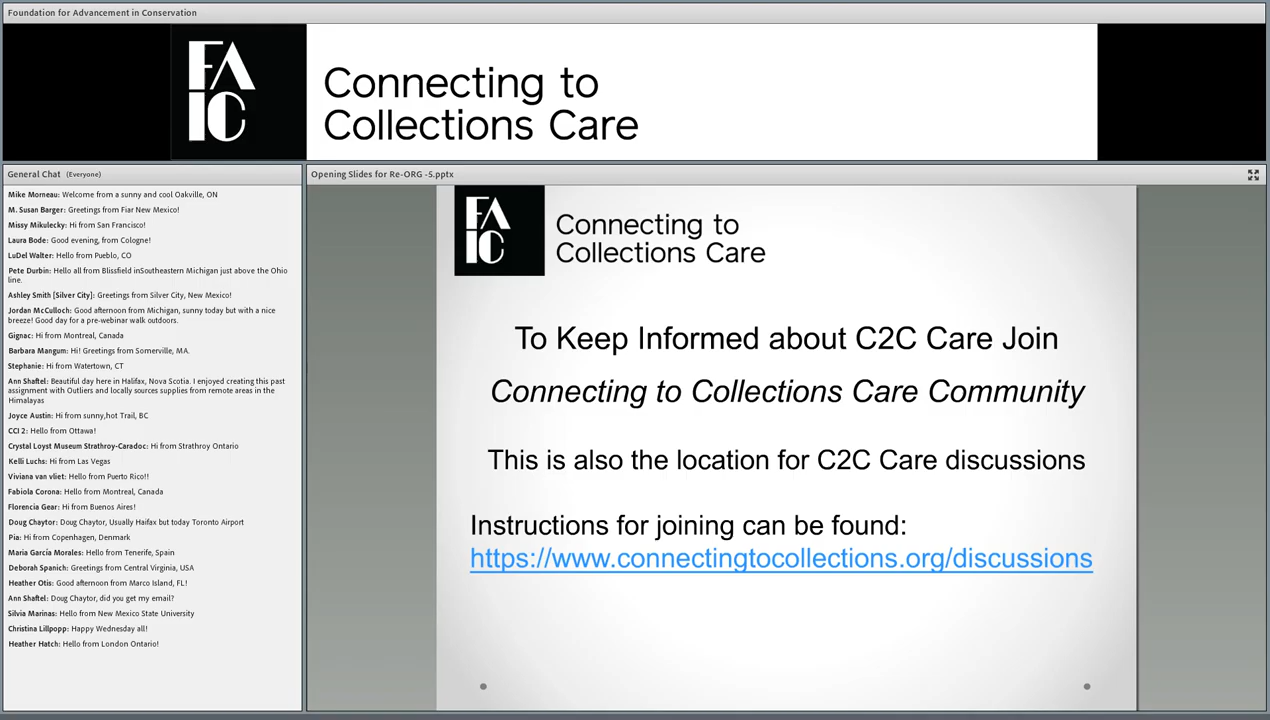 Foundation for Advancement in Conservation
FA
IC
Connecting to
Collections Care
General Chat (Everyone)
Mike Morneau: Welcome from a sunny and cool Oakville, ON
M. Susan Barger: Greetings from Fiar New Mexico!
Missy Mikulecky: Hi from San Francisco!
Laura Bode: Good evening, from Cologne!
LuDel Walter: Hello from Pueblo, CO
Pete Durbin: Hello all from Blissfield inSoutheastern Michigan just above the Ohio
line.
Ashley Smith [Silver City]: Greetings from Silver City, New Mexico!
Jordan McCulloch: Good afternoon from Michigan, sunny today but with a nice
breeze! Good day for a pre-webinar walk outdoors.
Gignac: Hi from Montreal, Canada
Barbara Mangum: Hi! Greetings from Somerville, MA.
Stephanie: Hi from Watertown, CT
Ann Shaftel: Beautiful day here in Halifax, Nova Scotia. I enjoyed creating this past
assignment with Outliers and locally sources supplies from remote areas in the
Himalayas
Joyce Austin: Hi from sunny,hot Trail, BC
CCI 2: Hello from Ottawa!
Crystal Loyst Museum Strathroy-Caradoc: Hi from Strathroy Ontario
Kelli Luchs: Hi from Las Vegas
Viviana van vliet: Hello from Puerto Rico!!
Fabiola Corona: Hello from Montreal, Canada
Florencia Gear: Hi from Buenos Aires!
Doug Chaytor: Doug Chaytor, Usually Haifax but today Toronto Airport
Pia: Hi from Copenhagen, Denmark
Maria García Morales: Hello from Tenerife, Spain
Deborah Spanich: Greetings from Central Virginia, USA
Heather Otis: Good afternoon from Marco Island, FL!
Ann Shaftel: Doug Chaytor, did you get my email?
Silvia Marinas: Hello from New Mexico State University
Christina Lillpopp: Happy Wednesday all!
Heather Hatch: Hello from London Ontario!
Opening Slides for Re-ORG -5.pptx
FA
IC
Connecting to
Collections Care
To Keep Informed about C2C Care Join
Connecting to Collections Care Community
This is also the location for C2C Care discussions
Instructions for joining can be found:
https://www.connectingtocollections.org/discussions